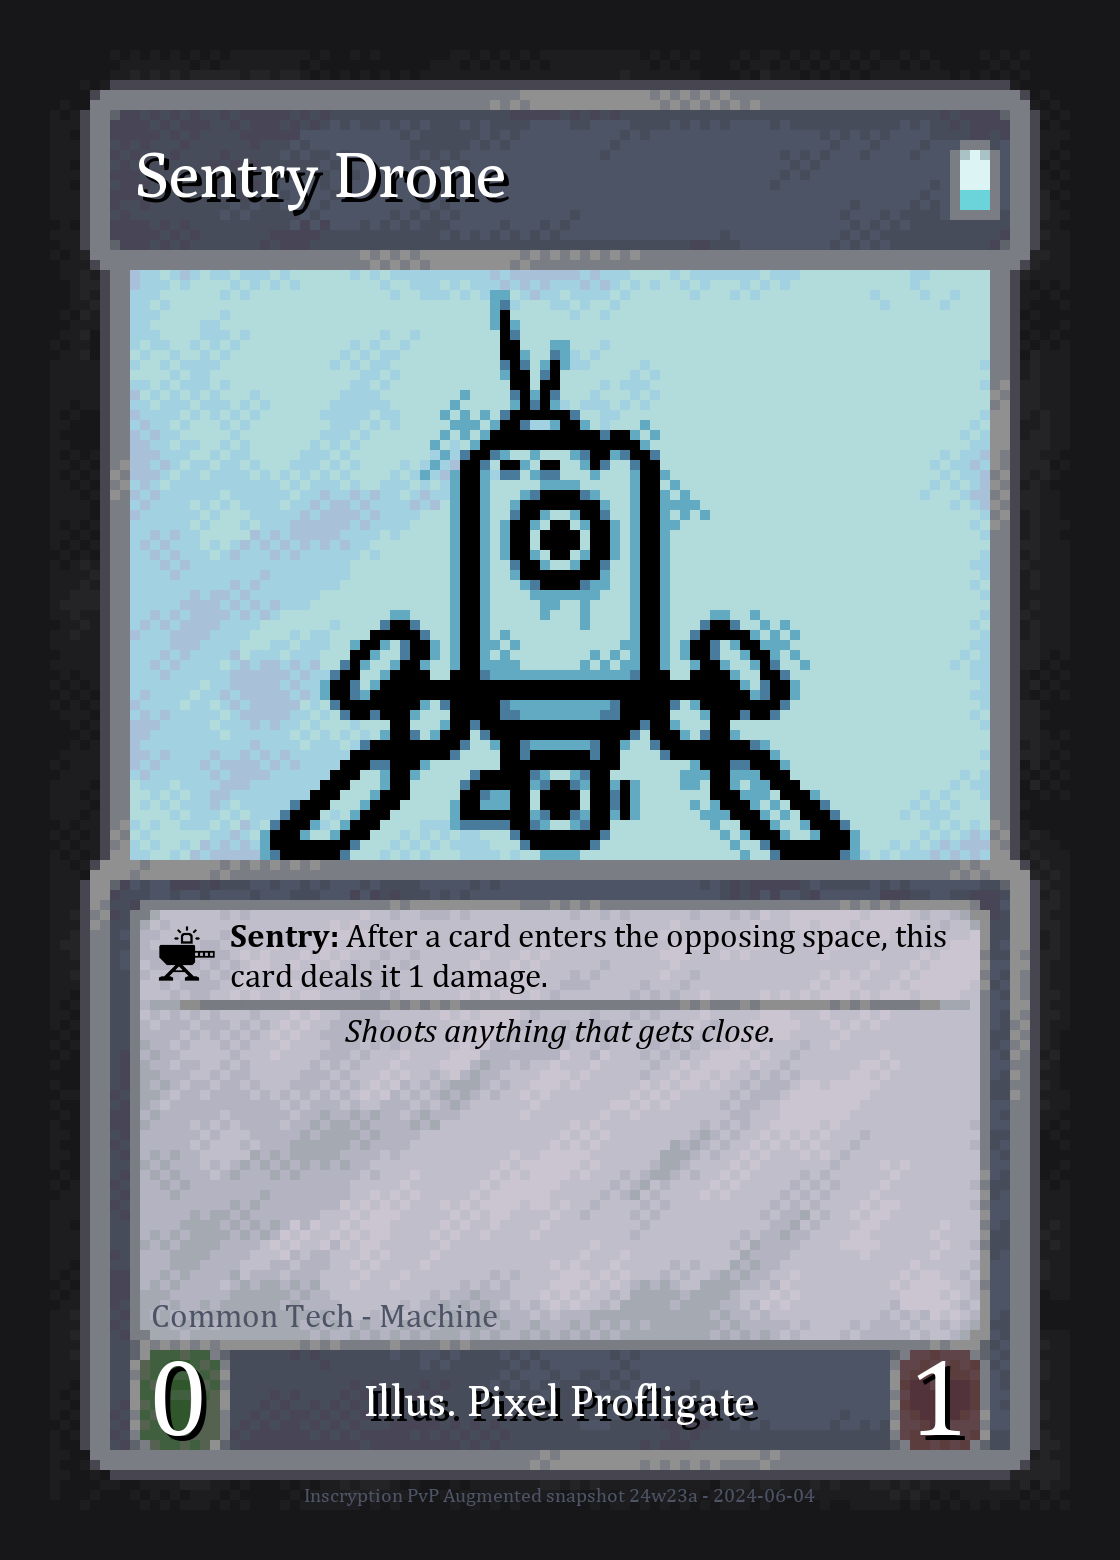 Sentry Drone
Sentry: After a card enters the opposing space, this
card deals it 1 damage.
Shoots anything that gets close.
Common Tech - Machine
0
Illus. Pixel Profligate
1
Inscryption PvP Augmented snapshot 24w23a - 2024-06-04